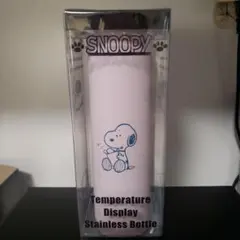 SNOOPY
Temperature
Display
Stainless Bottle